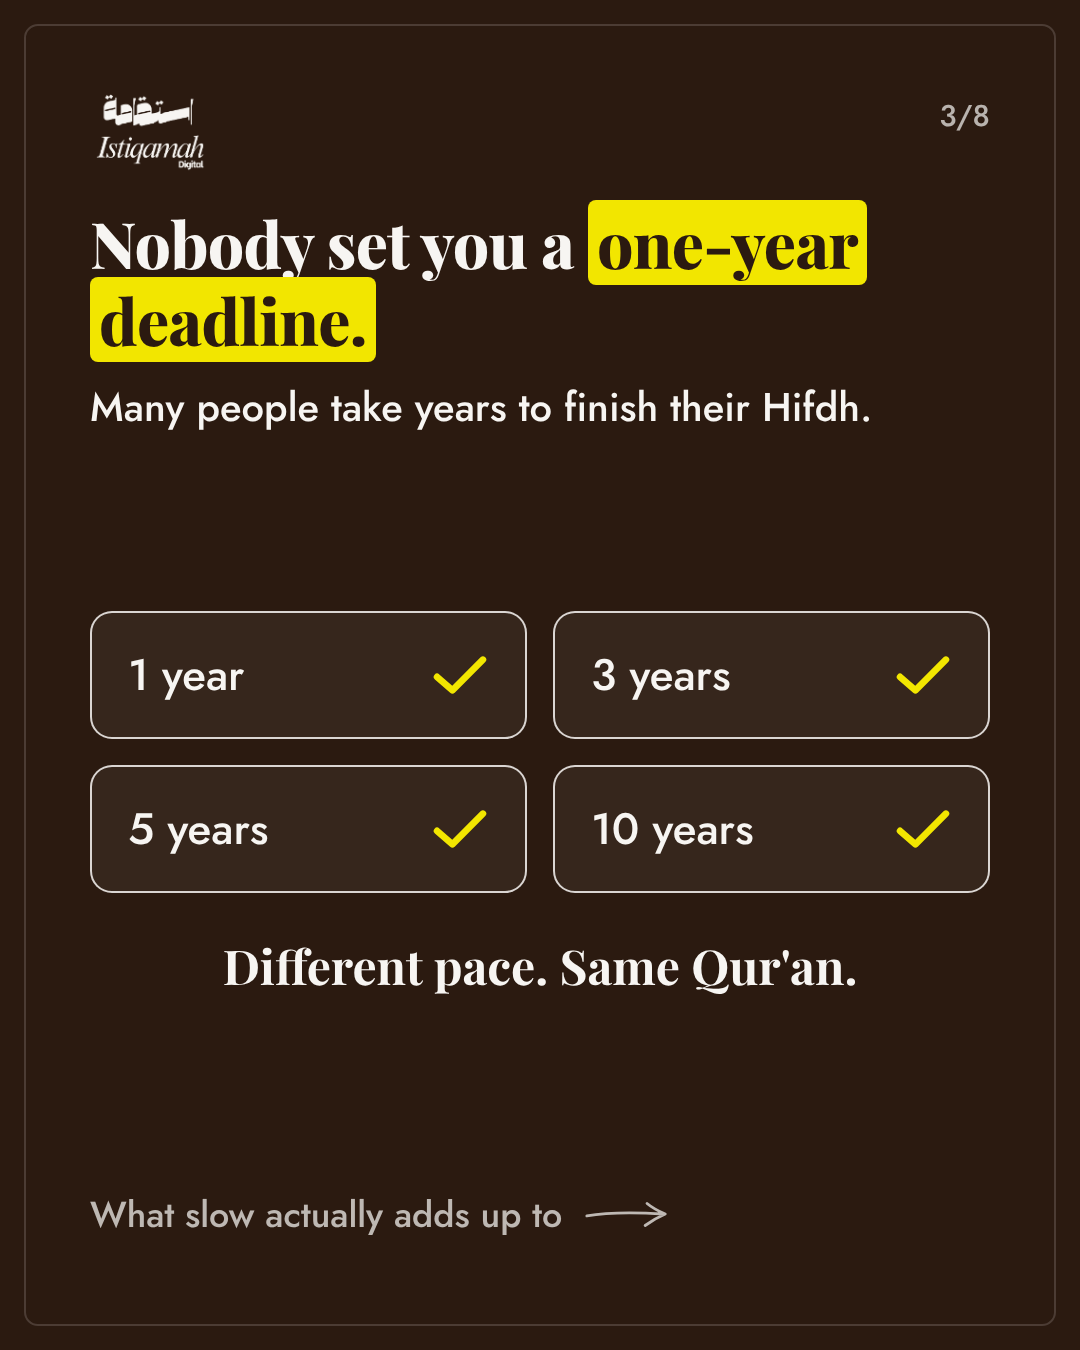 استقامة
Istiqamah
Digital
3/8
Nobody set you a one-year
deadline.
Many people take years to finish their Hifdh.
1 year
3 years
5 years
10 years
Different pace. Same Qur'an.
What slow actually adds up to